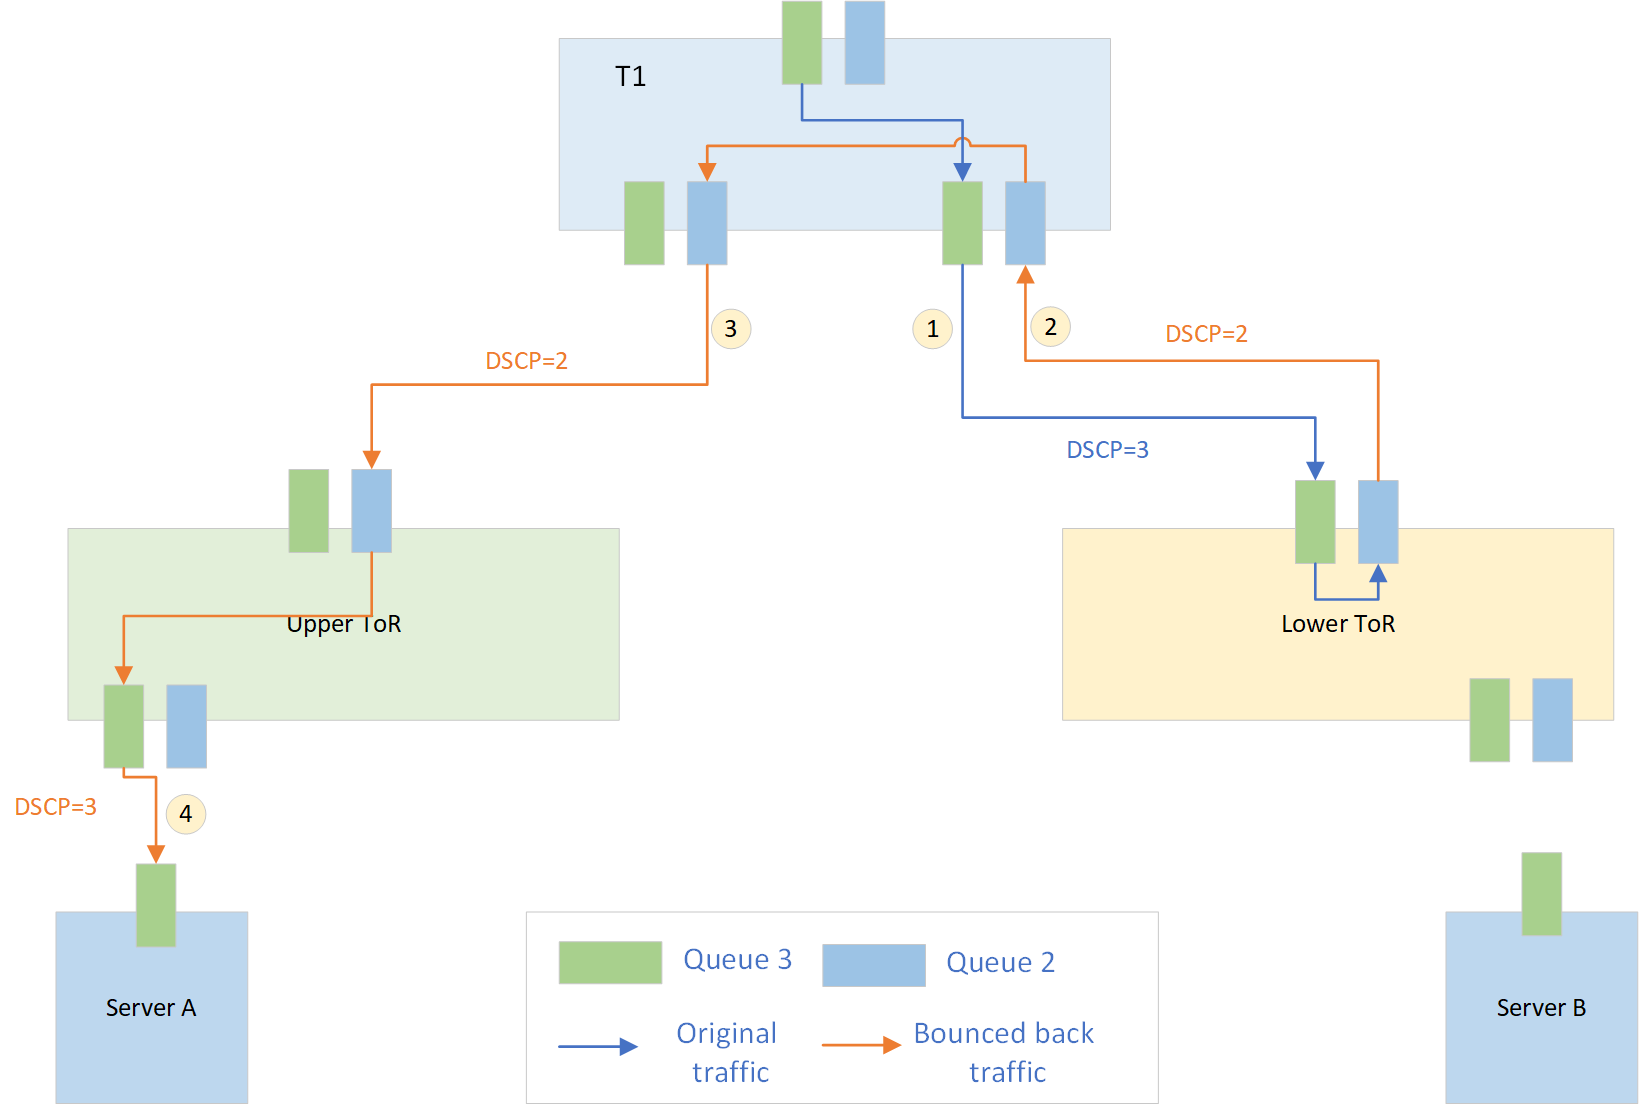 T1
3
1
2
DSCP=2
DSCP=2
DSCP=3
Upper ToR
Lower ToR
DSCP=3
4
Queue 3
Queue 2
Server A
Server B
Original
traffic
Bounced back
traffic